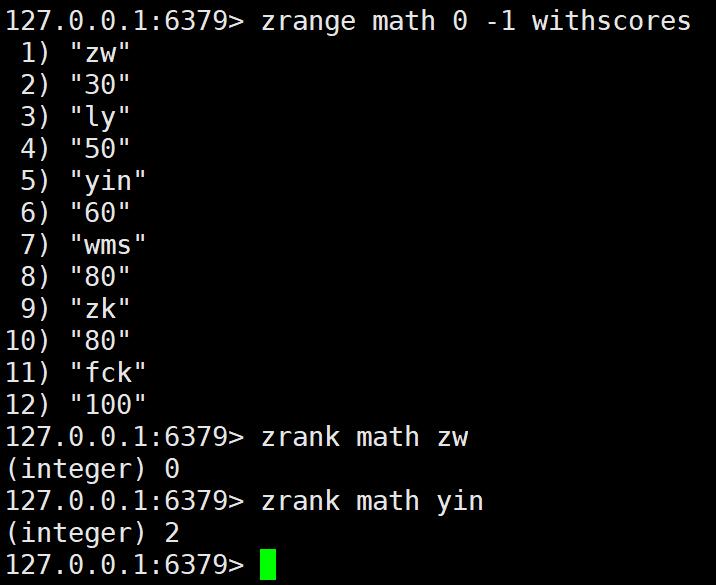 127.0.0.1:6379> zrange math 0 -1 withscores
 1) "zw"
 2) "30"
 3) "ly"
 4) "50"
 5) "yin"
 6) "60"
 7) "wms"
 8) "80"
 9) "zk"
10) "80"
11) "fck"
12) "100"
127.0.0.1:6379> zrank math zw
(integer) 0
127.0.0.1:6379> zrank math yin
(integer) 2
127.0.0.1:6379>